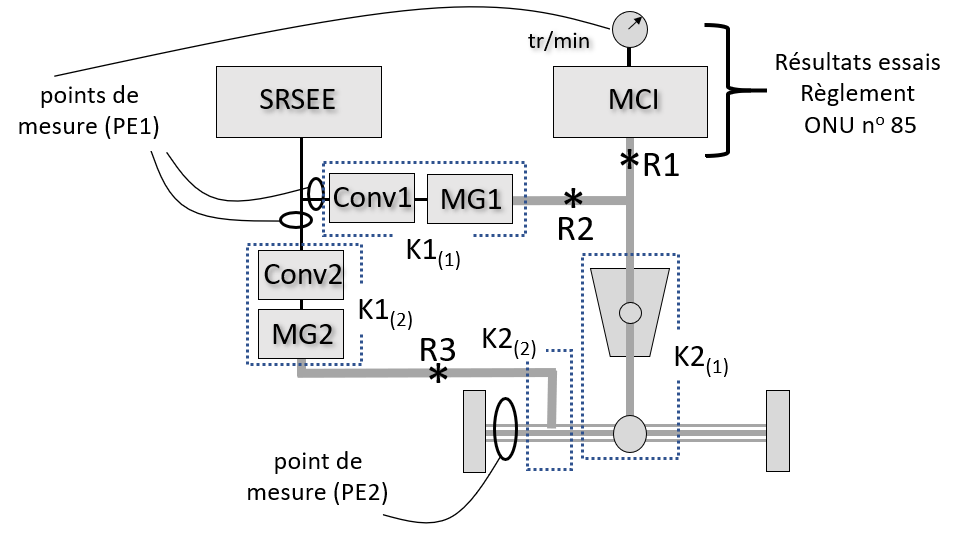 tr/min
points de
mesure (PE1)
SRSEE
MCI
Résultats essais
Règlement
ONU nº 85
*R1
Conv1
MG1
*
R2
K1(1)
Conv2
MG2
K1(2)
R3
*
K2(2)
K2(1)
point de
mesure (PE2)